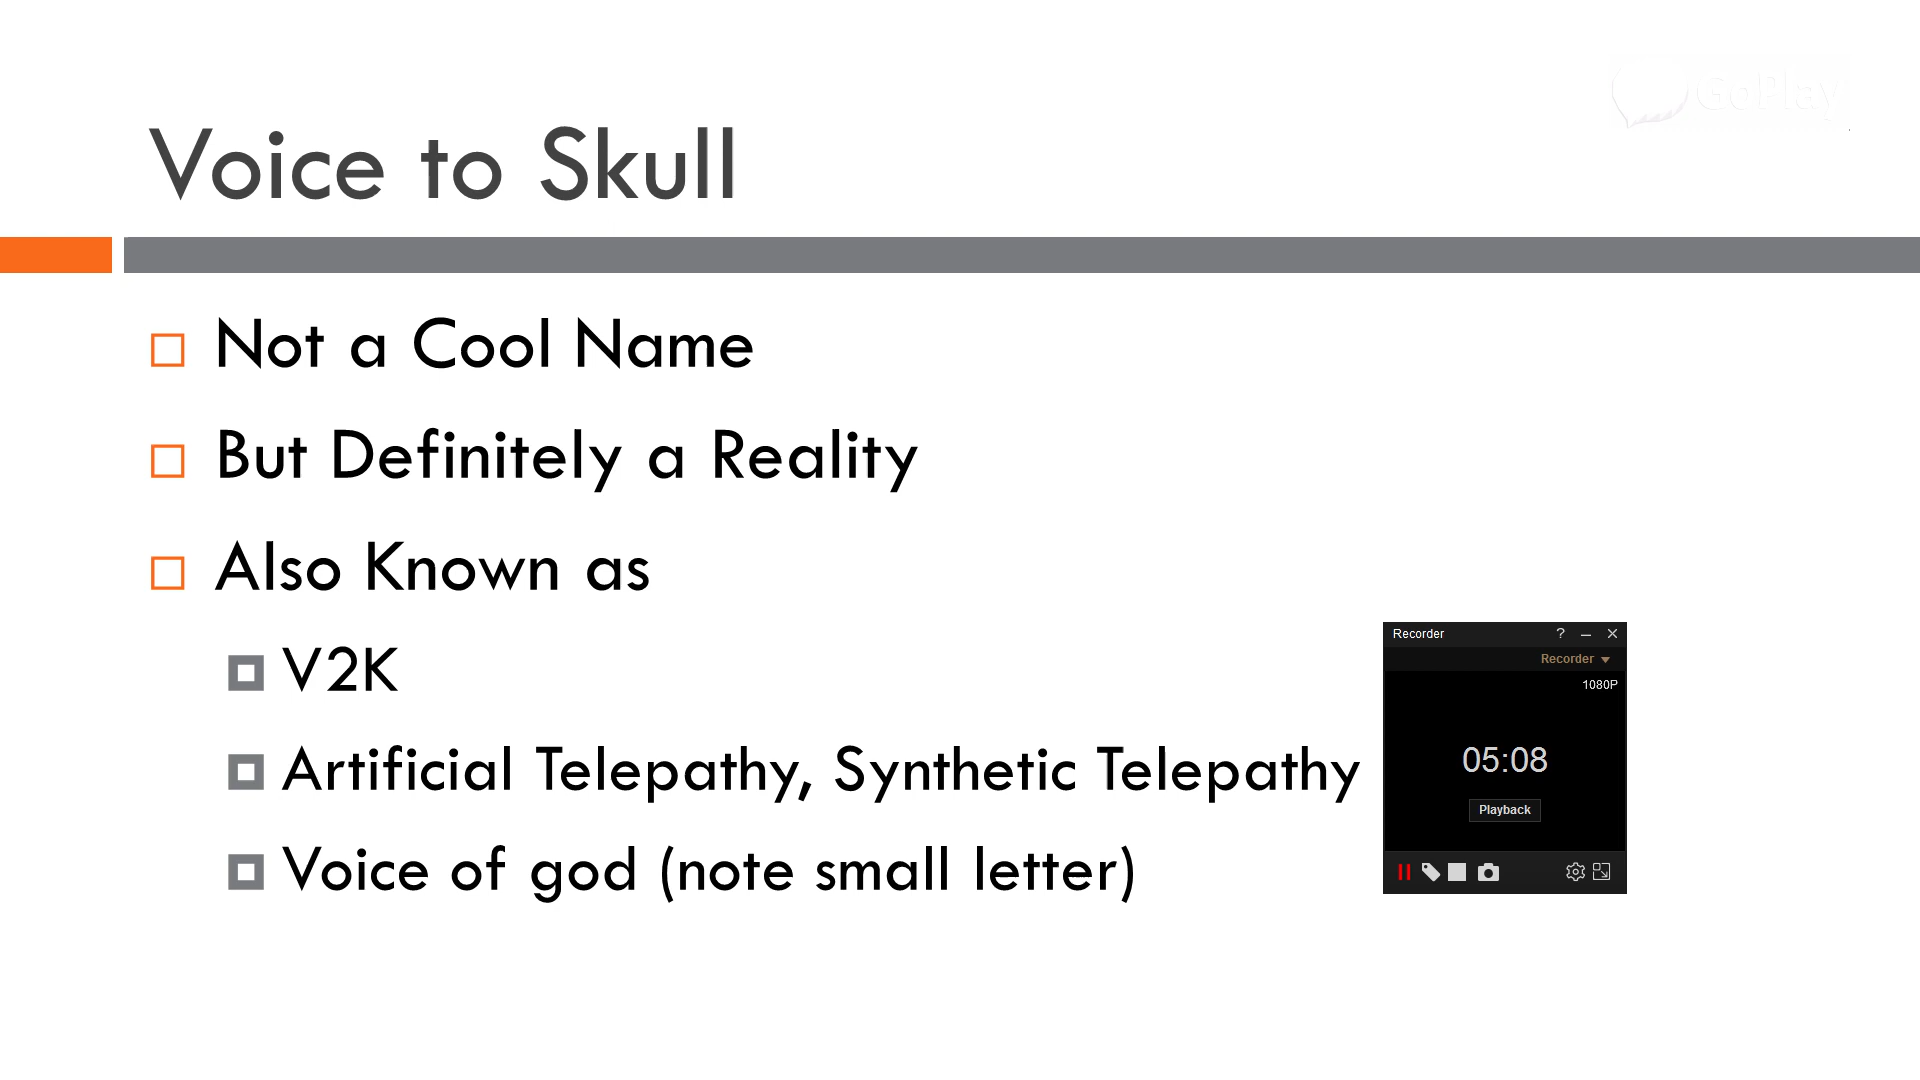 GoPlay
Voice to Skull
Not a Cool Name
But Definitely a Reality
Also Known as
V2K
Artificial Telepathy, Synthetic Telepathy
Voice of god (note small letter)
Recorder ?
Recorder
1080P
05:08
Playback